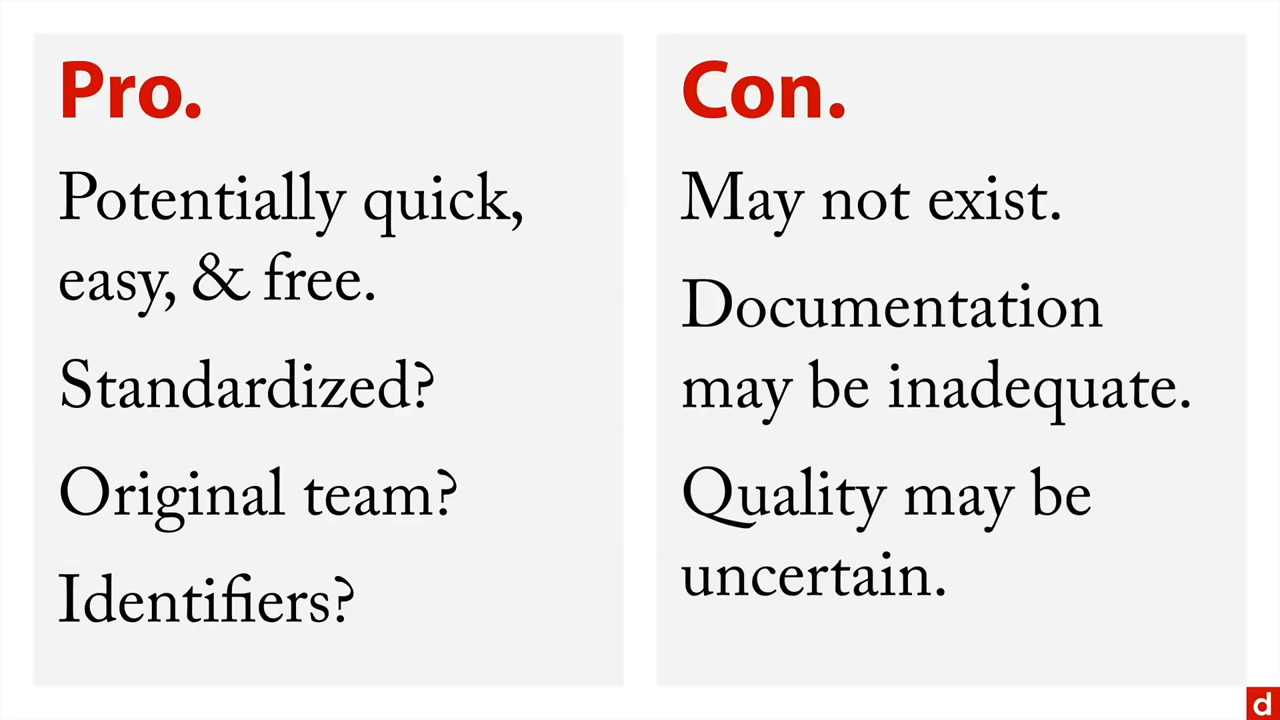 Pro.
Potentially quick,
easy, & free.
Standardized?
Original team?
Identifiers?
Con.
May not exist.
Documentation
may be inadequate.
Quality may be
uncertain.
d